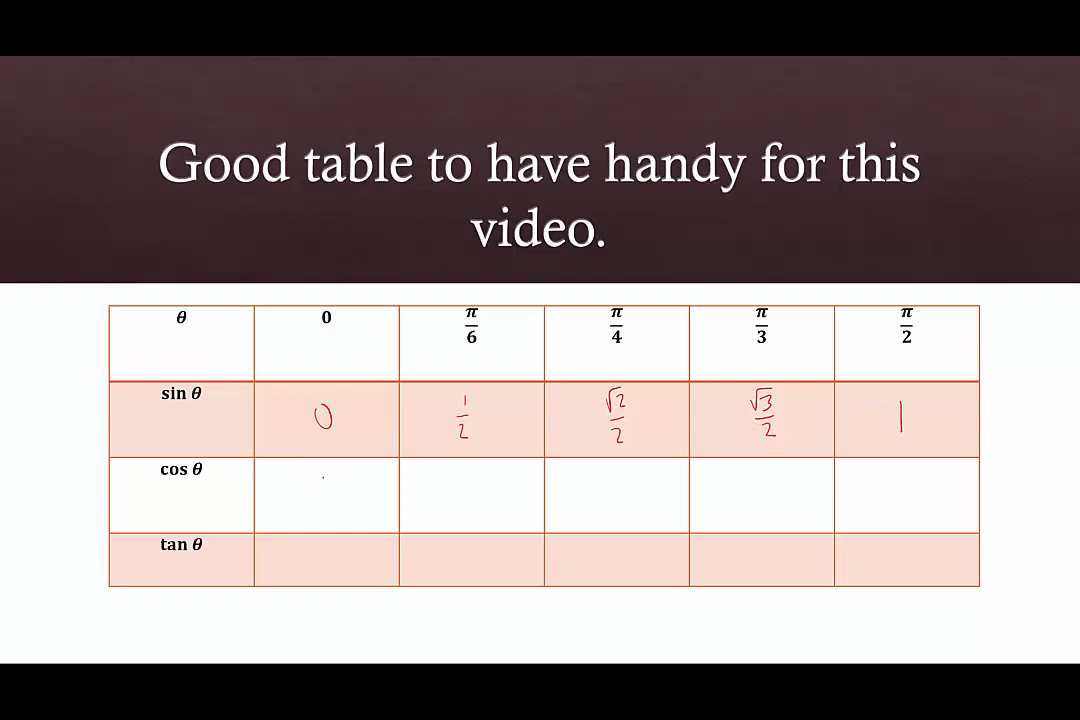 Good table to have handy for this
video.
θ 0 π/6 π/4 π/3 π/2
sin θ 0 1/2 √2/2 √3/2 1
cos θ
tan θ